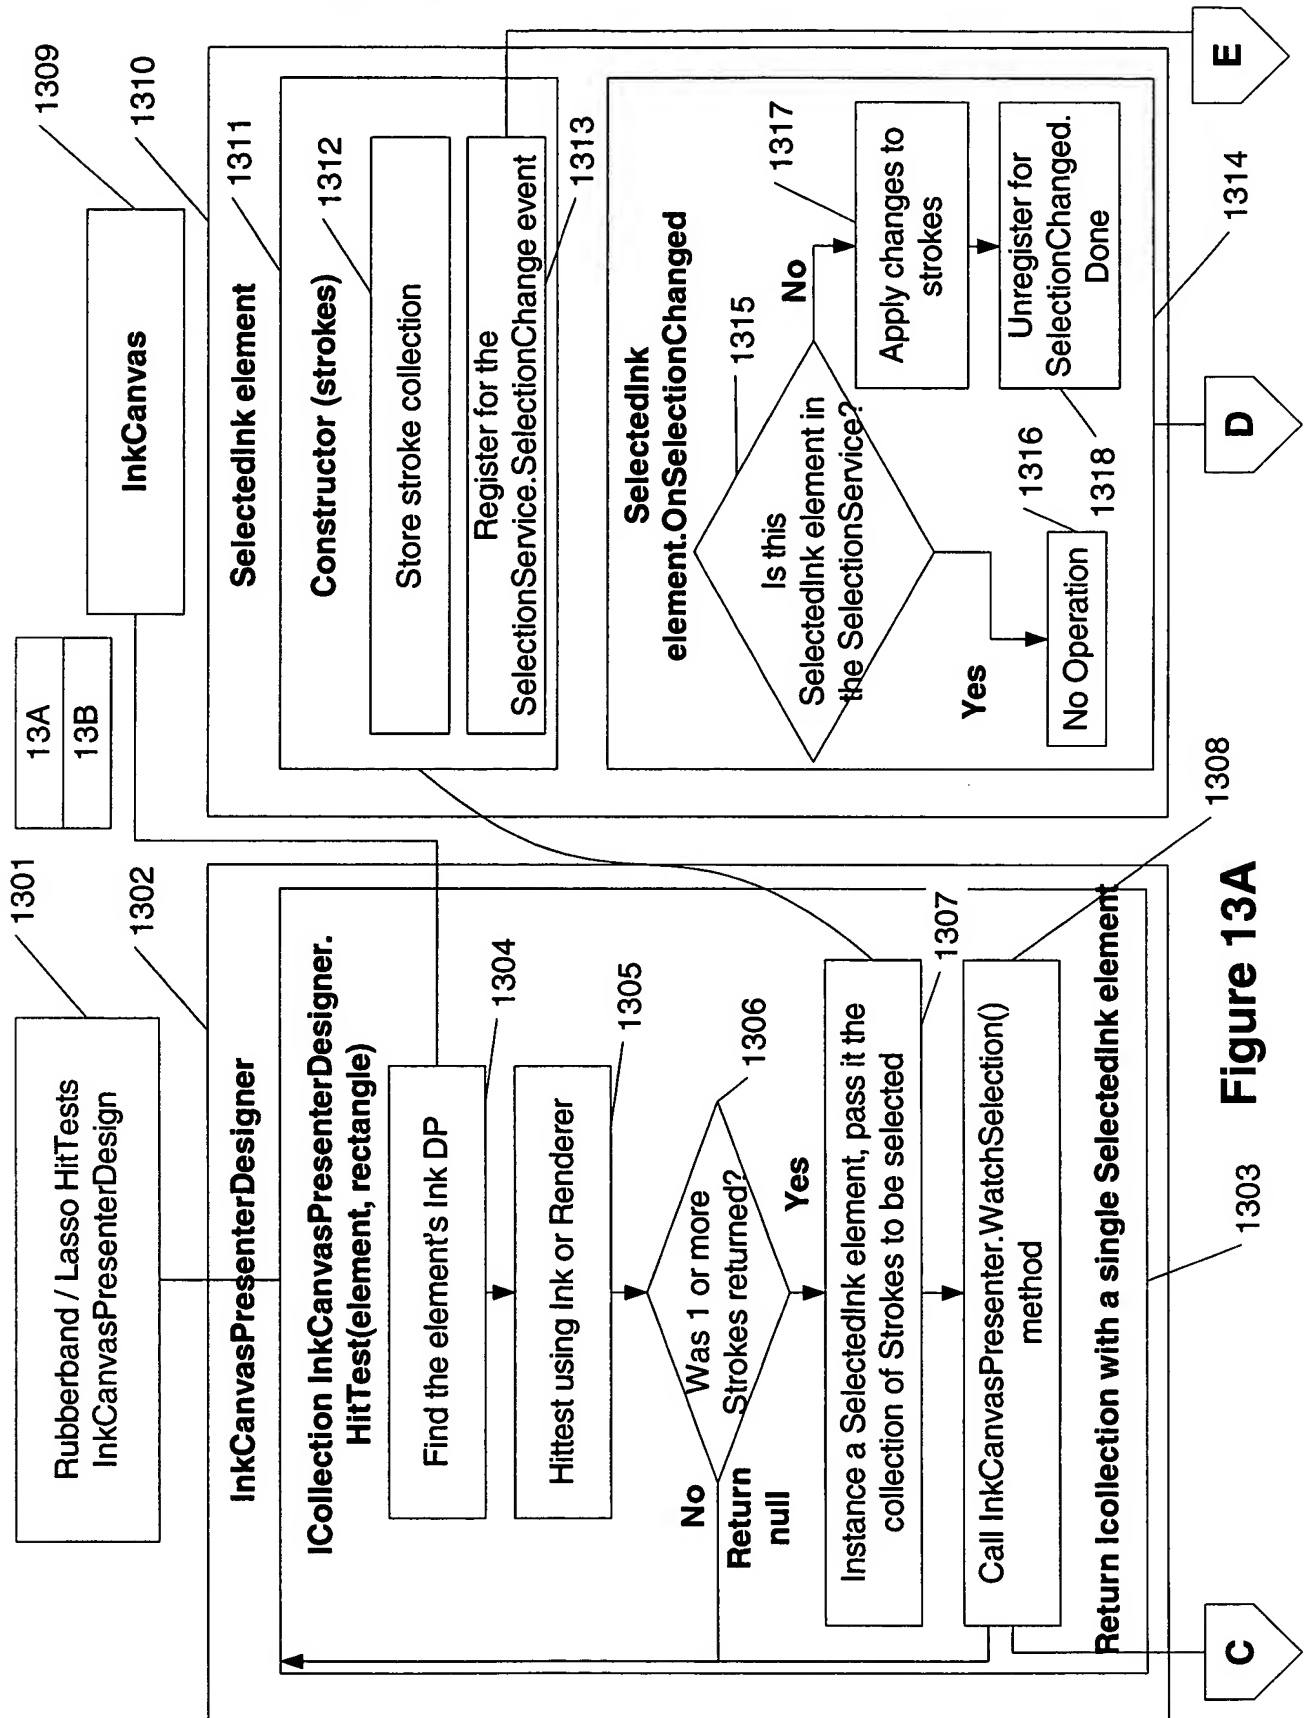 1301
Rubberband / Lasso HitTests
InkCanvasPresenterDesign
13A
13B
1309
InkCanvas
1302
InkCanvasPresenterDesigner
ICollection InkCanvasPresenterDesigner.
HitTest(element, rectangle)
Find the element's Ink DP
1304
Hittest using Ink or Renderer
1305
Was 1 or more
Strokes returned?
1306
No
Return
null
Yes
Instance a SelectedInk element, pass it the
collection of Strokes to be selected
1307
Call InkCanvasPresenter.WatchSelection()
method
1308
Return Icollection with a single SelectedInk element
1303
C
1310
SelectedInk element
1311
Constructor (strokes)
1312
Store stroke collection
Register for the
SelectionService.SelectionChange event
1313
SelectedInk
element.OnSelectionChanged
1315
Is this
SelectedInk element in
the SelectionService?
No
Yes
1317
Apply changes to
strokes
Unregister for
SelectionChanged.
Done
1318
1316
No Operation
1314
D
E
Figure 13A